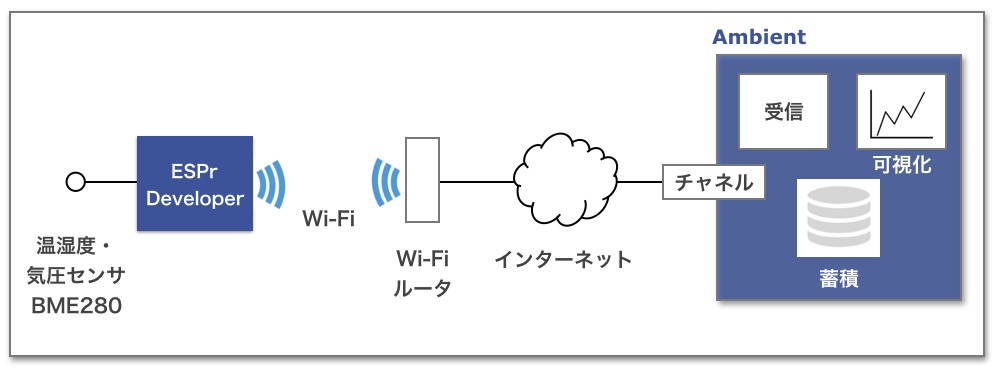 Ambient
受信
可視化
ESPr
Developer
チャネル
Wi-Fi
温湿度・
気圧センサ
BME280
Wi-Fi
ルータ
インターネット
蓄積